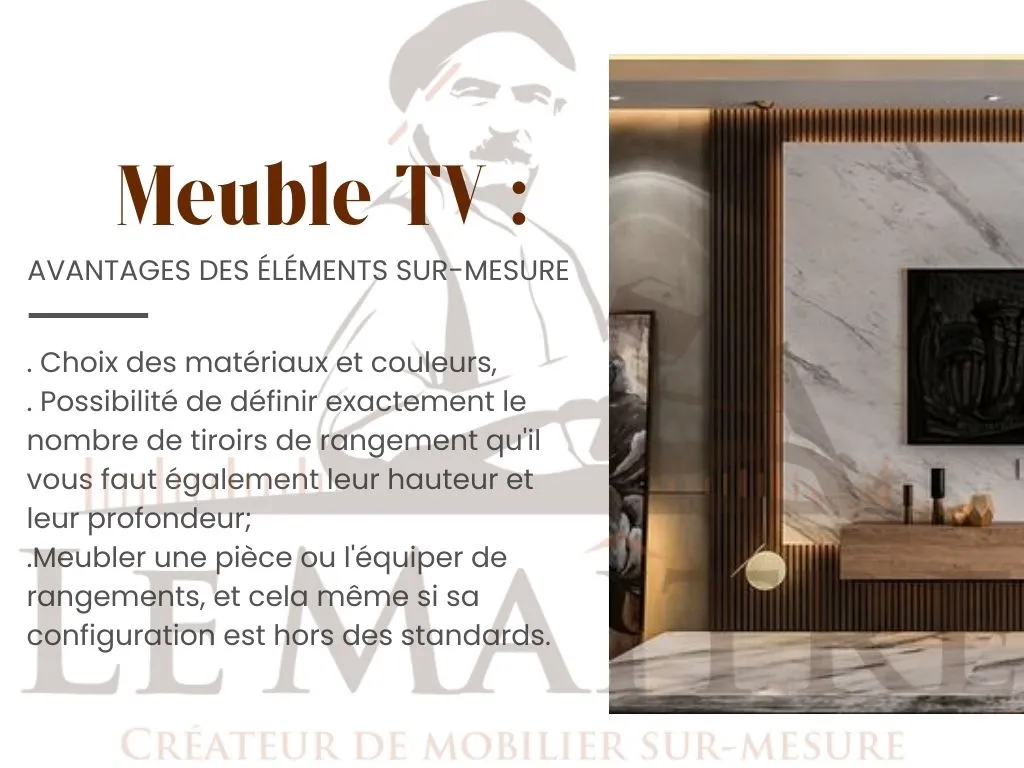 Meuble TV :
AVANTAGES DES ÉLÉMENTS SUR-MESURE
. Choix des matériaux et couleurs,
. Possibilité de définir exactement le
nombre de tiroirs de rangement qu'il
vous faut également leur hauteur et
leur profondeur;
.Meubler une pièce ou l'équiper de
rangements, et cela même si sa
configuration est hors des standards.
LE MAÎTRE
CRÉATEUR DE MOBILIER SUR-MESURE